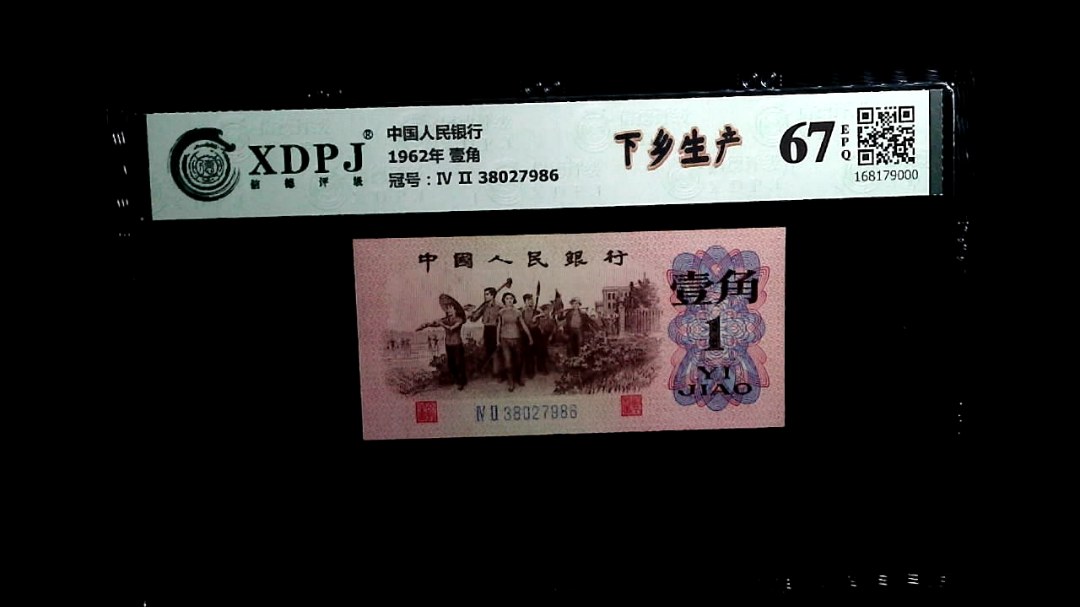 XDPJ®
信德评级
中国人民银行
1962年 壹角
冠号：Ⅳ Ⅱ 38027986
下乡生产
67
EPQ
168179000
中國人民銀行
壹角
1
YI
JIAO
Ⅳ Ⅱ 38027986